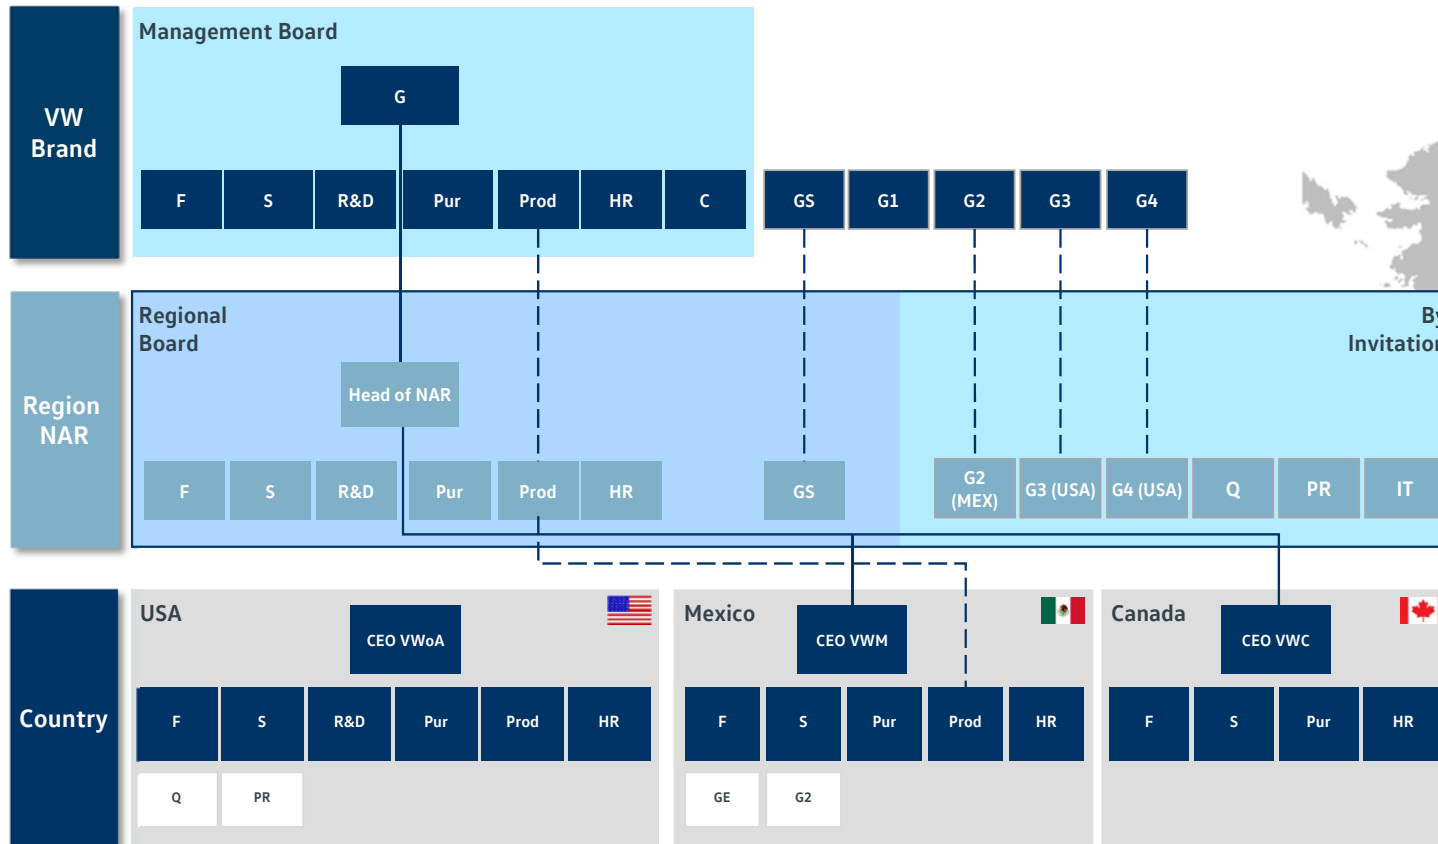 Management Board
VW
Brand
G
F
S
R&D
Pur
Prod
HR
C
GS
G1
G2
G3
G4
Regional
Board
By
Invitation
Region
NAR
Head of NAR
F
S
R&D
Pur
Prod
HR
GS
G2
(MEX)
G3 (USA)
G4 (USA)
Q
PR
IT
Country
USA
CEO VWoA
F
S
R&D
Pur
Prod
HR
Q
PR
Mexico
CEO VWM
F
S
Pur
Prod
HR
GE
G2
Canada
CEO VWC
F
S
Pur
HR